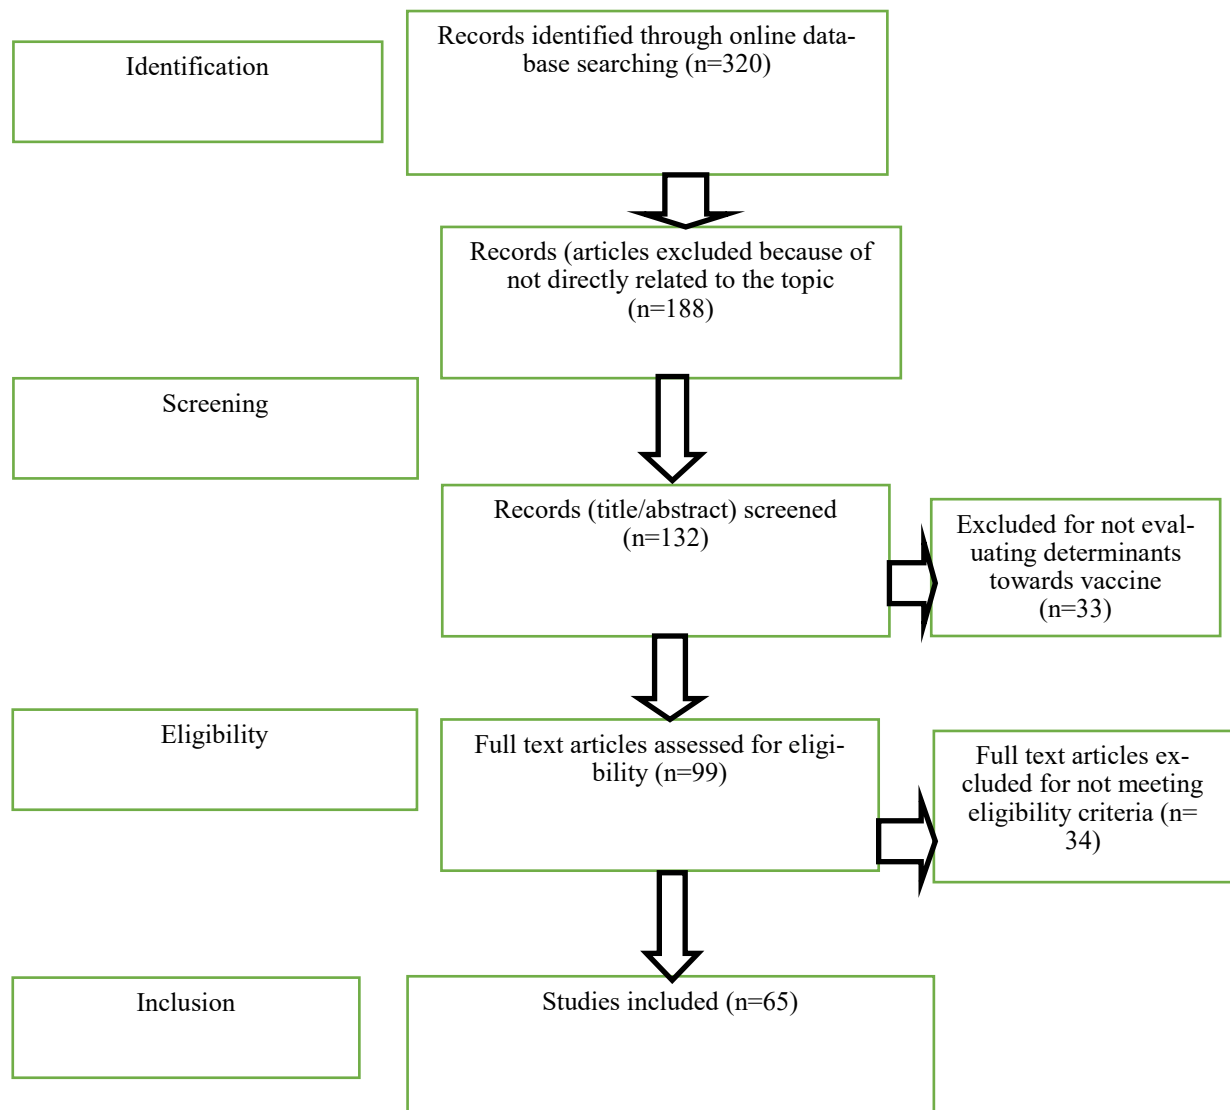 Identification
Records identified through online data-
base searching (n=320)
Records (articles excluded because of
not directly related to the topic
(n=188)
Screening
Records (title/abstract) screened
(n=132)
Excluded for not eval-
uating determinants
towards vaccine
(n=33)
Eligibility
Full text articles assessed for eligi-
bility (n=99)
Full text articles ex-
cluded for not meeting
eligibility criteria (n=
34)
Inclusion
Studies included (n=65)